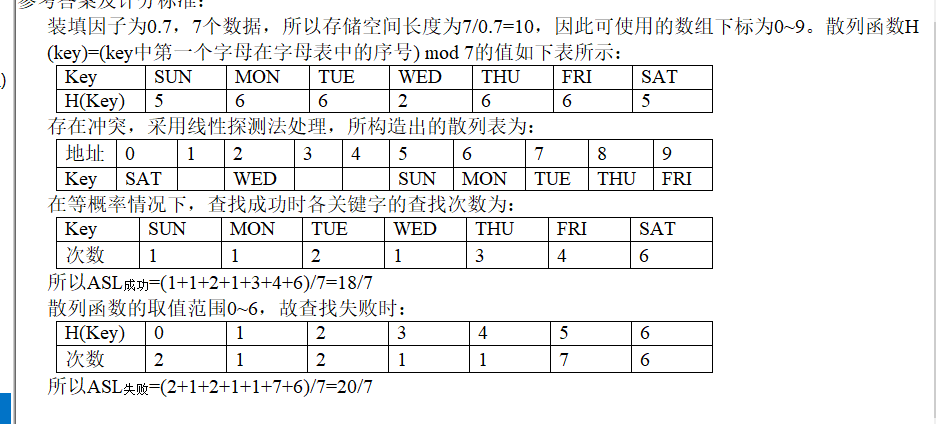 参考答案及计分标准：
装填因子为0.7，7个数据，所以存储空间长度为7/0.7=10，因此可使用的数组下标为0~9。散列函数H
(key)=(key中第一个字母在字母表中的序号) mod 7的值如下表所示：
Key SUN MON TUE WED THU FRI SAT
H(Key) 5 6 6 2 6 6 5
存在冲突，采用线性探测法处理，所构造出的散列表为：
地址 0 1 2 3 4 5 6 7 8 9
Key SAT WED SUN MON TUE THU FRI
在等概率情况下，查找成功时各关键字的查找次数为：
Key SUN MON TUE WED THU FRI SAT
次数 1 1 2 1 3 4 6
所以ASL成功=(1+1+2+1+3+4+6)/7=18/7
散列函数的取值范围0~6，故查找失败时：
H(Key) 0 1 2 3 4 5 6
次数 2 1 2 1 1 7 6
所以ASL失败=(2+1+2+1+1+7+6)/7=20/7